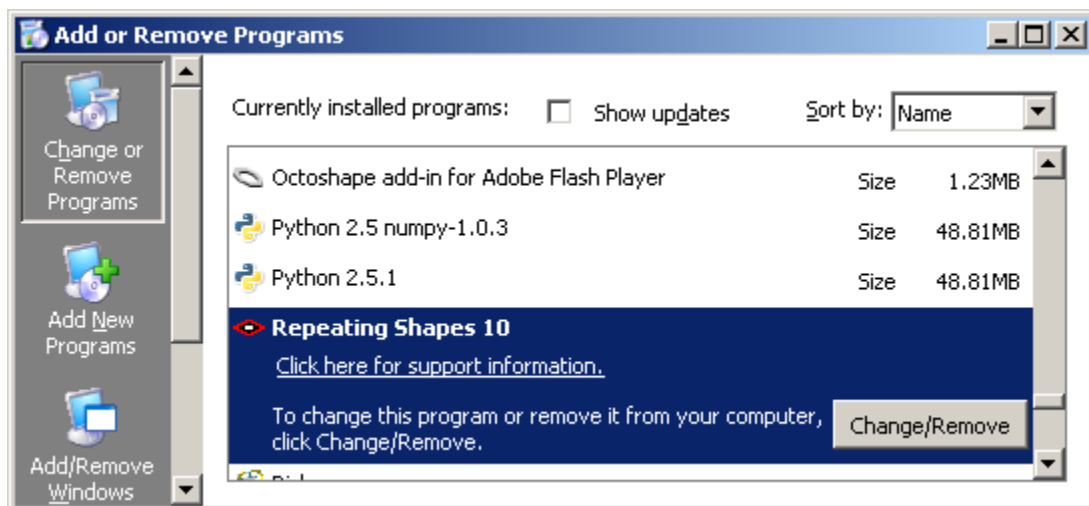 Add or Remove Programs
Change or
Remove
Programs
Add New
Programs
Add/Remove
Windows
Currently installed programs:
Show updates
Sort by:
Name
Octoshape add-in for Adobe Flash Player
Size
1.23MB
Python 2.5 numpy-1.0.3
Size
48.81MB
Python 2.5.1
Size
48.81MB
Repeating Shapes 10
Click here for support information.
To change this program or remove it from your computer,
click Change/Remove.
Change/Remove